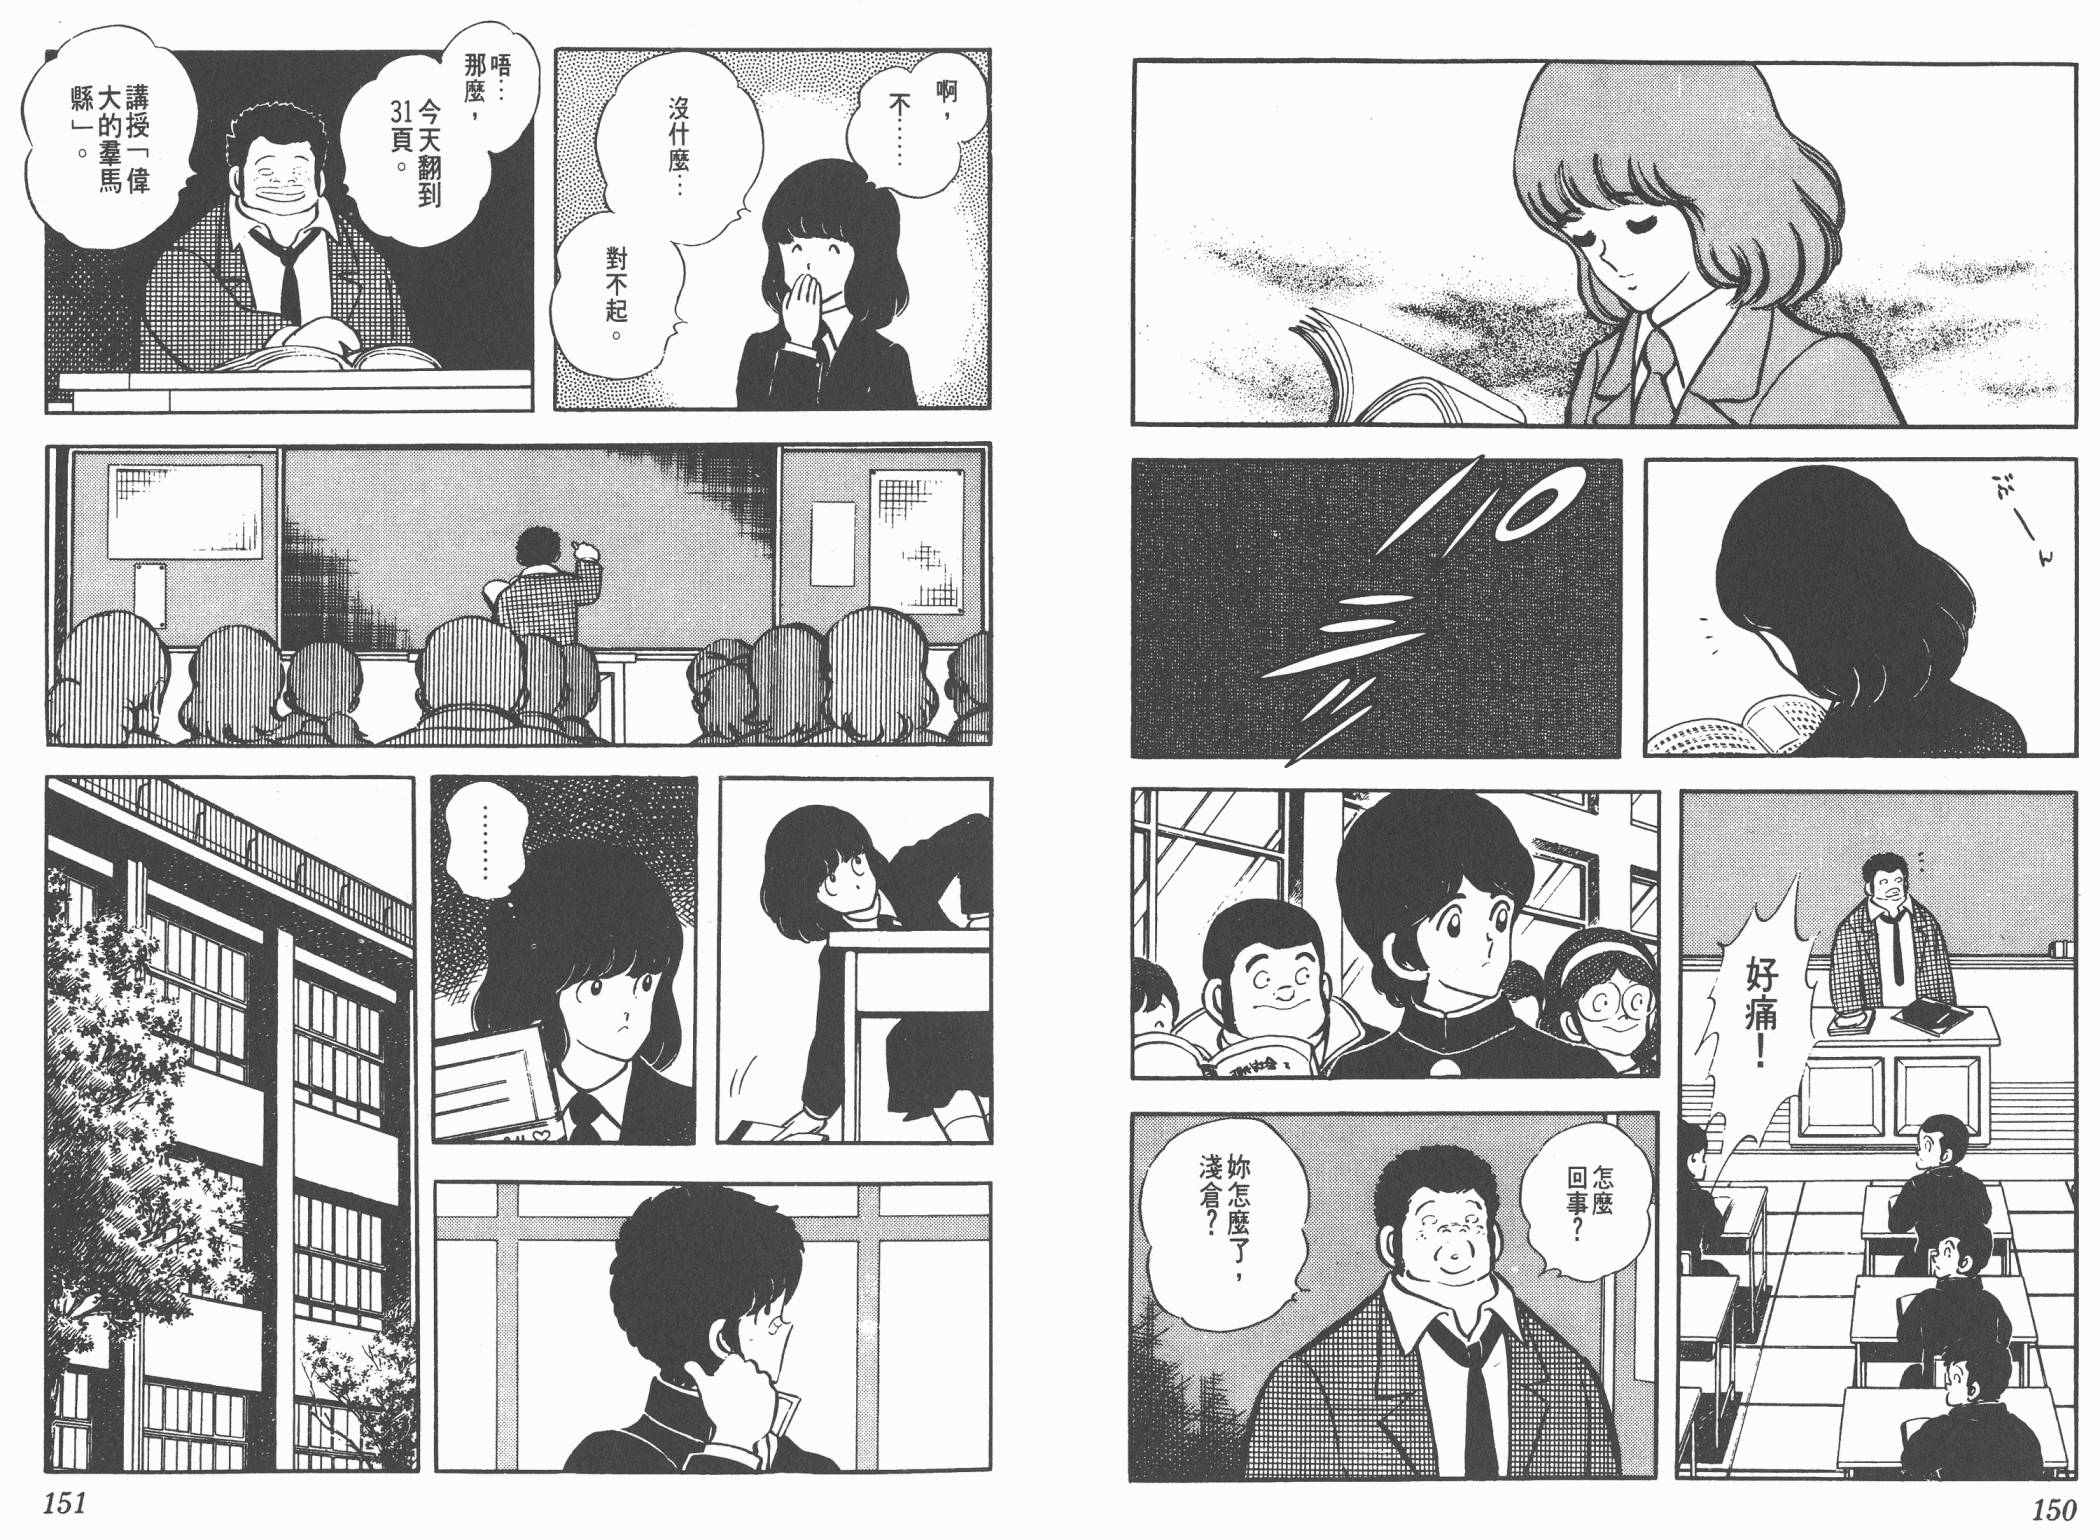 好痛！
怎麼
回事？
妳怎麼了，
淺倉？
150
啊，
不……
沒什麼…
對不起。
唔…
那麼，
今天翻到
31頁。
講授「偉
大的羣馬
縣」。
………
151